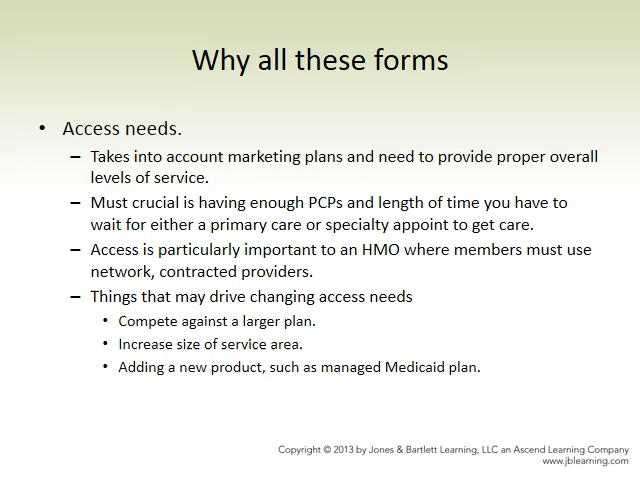 Why all these forms
• Access needs.
– Takes into account marketing plans and need to provide proper overall
levels of service.
– Must crucial is having enough PCPs and length of time you have to
wait for either a primary care or specialty appoint to get care.
– Access is particularly important to an HMO where members must use
network, contracted providers.
– Things that may drive changing access needs
• Compete against a larger plan.
• Increase size of service area.
• Adding a new product, such as managed Medicaid plan.
Copyright © 2013 by Jones & Bartlett Learning, LLC an Ascend Learning Company
www.jblearning.com